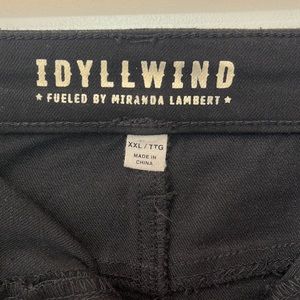 IDYLLWIND
★ FUELED BY MIRANDA LAMBERT ★
XXL / TTG
MADE IN
CHINA